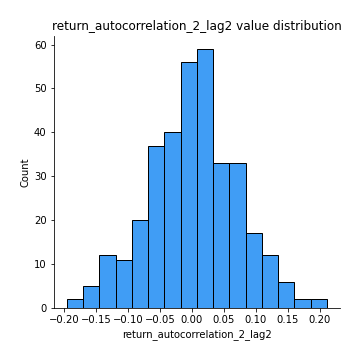 return_autocorrelation_2_lag2 value distribution
60
50
40
30
20
10
0
Count
−0.20 −0.15 −0.10 −0.05 0.00 0.05 0.10 0.15 0.20
return_autocorrelation_2_lag2